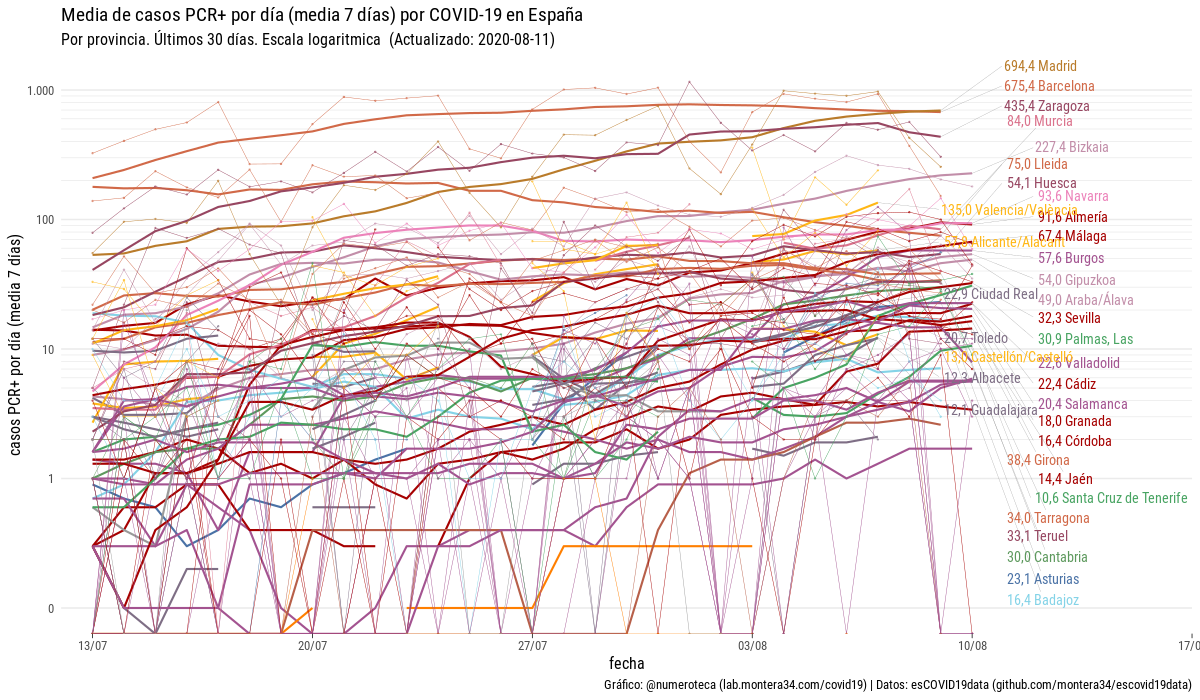 Media de casos PCR+ por día (media 7 días) por COVID-19 en España
Por provincia. Últimos 30 días. Escala logaritmica (Actualizado: 2020-08-11)
casos PCR+ por día (media 7 días)
1.000
100
10
1
0
694,4 Madrid
675,4 Barcelona
435,4 Zaragoza
84,0 Murcia
227,4 Bizkaia
75,0 Lleida
54,1 Huesca
93,6 Navarra
135,0 Valencia/València
91,6 Almería
67,4 Málaga
Alicante/Alacant
57,6 Burgos
54,0 Gipuzkoa
22,9 Ciudad Real
49,0 Araba/Álava
32,3 Sevilla
20,7 Toledo
30,9 Palmas, Las
13,6 Castellón/Castelló
22,6 Valladolid
12,3 Albacete
22,4 Cádiz
20,4 Salamanca
12,1 Guadalajara
18,0 Granada
16,4 Córdoba
38,4 Girona
14,4 Jaén
10,6 Santa Cruz de Tenerife
34,0 Tarragona
33,1 Teruel
30,0 Cantabria
23,1 Asturias
16,4 Badajoz
13/07
20/07
27/07
03/08
10/08
17/0
fecha
Gráfico: @numeroteca (lab.montera34.com/covid19) | Datos: esCOVID19data (github.com/montera34/escovid19data)